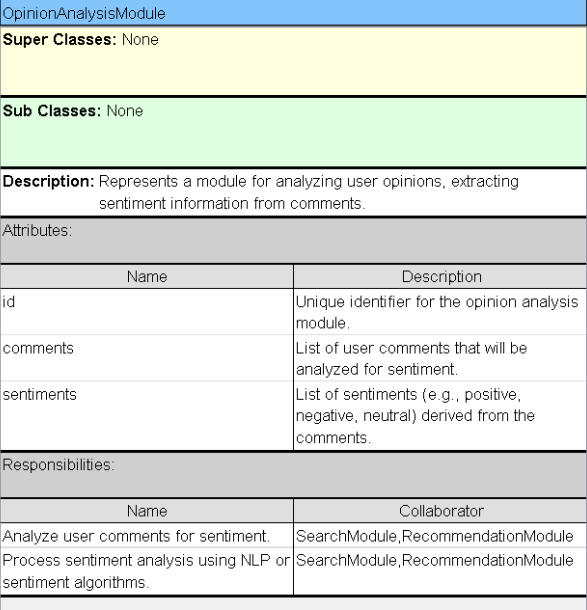 OpinionAnalysisModule
Super Classes: None
Sub Classes: None
Description: Represents a module for analyzing user opinions, extracting
sentiment information from comments.
Attributes:
Name Description
id Unique identifier for the opinion analysis
module.
comments List of user comments that will be
analyzed for sentiment.
sentiments List of sentiments (e.g., positive,
negative, neutral) derived from the
comments.
Responsibilities:
Name Collaborator
Analyze user comments for sentiment. SearchModule,RecommendationModule
Process sentiment analysis using NLP or SearchModule,RecommendationModule
sentiment algorithms.